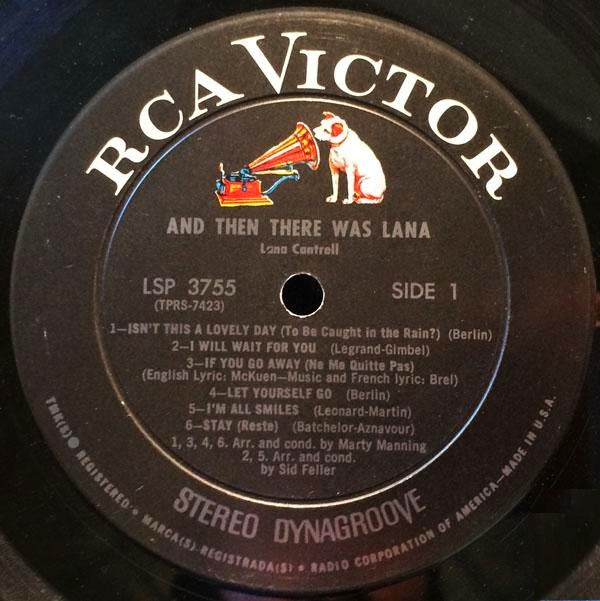 RCA VICTOR
AND THEN THERE WAS LANA
Lana Cantrell
LSP 3755
(TPRS-7423)
SIDE 1
1—ISN'T THIS A LOVELY DAY (To Be Caught in the Rain?) (Berlin)
2—I WILL WAIT FOR YOU (Legrand-Gimbel)
3—IF YOU GO AWAY (Ne Me Quitte Pas)
(English Lyric: McKuen—Music and French lyric: Brel)
4—LET YOURSELF GO (Berlin)
5—I'M ALL SMILES (Leonard-Martin)
6—STAY (Reste) (Batchelor-Aznavour)
1, 3, 4, 6. Arr. and cond. by Marty Manning
2, 5. Arr. and cond.
by Sid Feller
STEREO DYNAGROOVE
TMK(S) ● REGISTERED • MARCA(S) REGISTRADA(S) • RADIO CORPORATION OF AMERICA—MADE IN U.S.A.